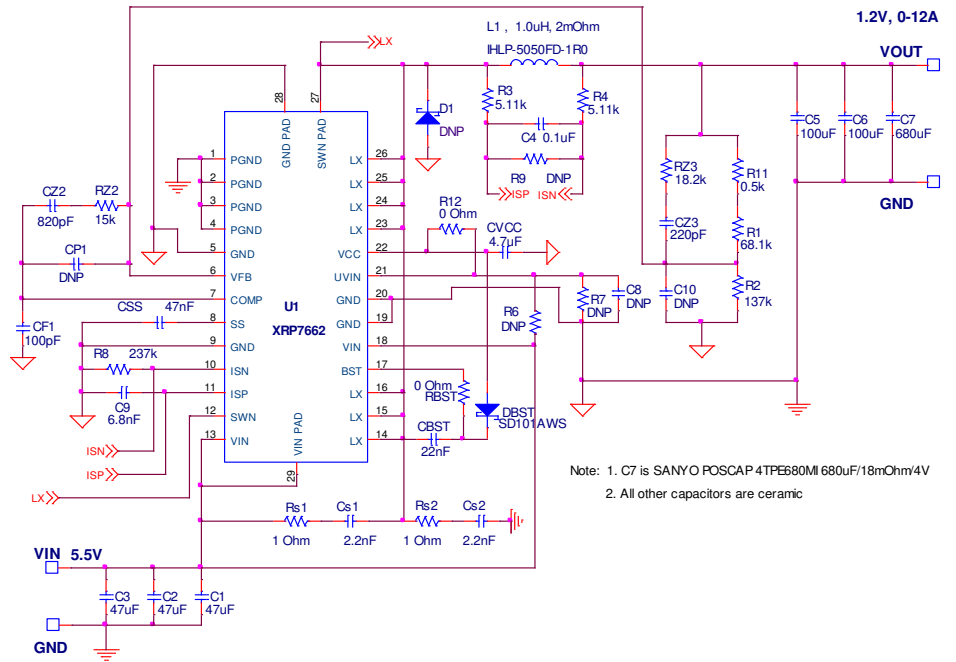 1.2V, 0-12A
L1 , 1.0uH, 2mOhm
IHLP-5050FD-1R0
LX
VOUT
R3
5.11k
R4
5.11k
C4 0.1uF
R9 DNP
ISP ISN
D1
DNP
C5
100uF
C6
100uF
C7
680uF
GND
28
27
GND PAD
SWN PAD
1 PGND
2 PGND
3 PGND
4 PGND
5 GND
6 VFB
7 COMP
8 SS
9 GND
10 ISN
11 ISP
12 SWN
13 VIN
LX 26
LX 25
LX 24
LX 23
VCC 22
UVIN 21
GND 20
GND 19
VIN 18
BST 17
LX 16
LX 15
LX 14
U1
XRP7662
VIN PAD
29
CZ2
820pF
RZ2
15k
CP1
DNP
CSS 47nF
CF1
100pF
R8 237k
C9
6.8nF
ISN
ISP
LX
R12
0 Ohm
CVCC
4.7uF
R6
DNP
R7
DNP
C8
DNP
0 Ohm
RBST
CBST
22nF
DBST
SD101AWS
RZ3
18.2k
CZ3
220pF
C10
DNP
R11
0.5k
R1
68.1k
R2
137k
Note: 1. C7 is SANYO POSCAP 4TPE680MI 680uF/18mOhm/4V
2. All other capacitors are ceramic
Rs1
1 Ohm
Cs1
2.2nF
Rs2
1 Ohm
Cs2
2.2nF
VIN 5.5V
C3
47uF
C2
47uF
C1
47uF
GND